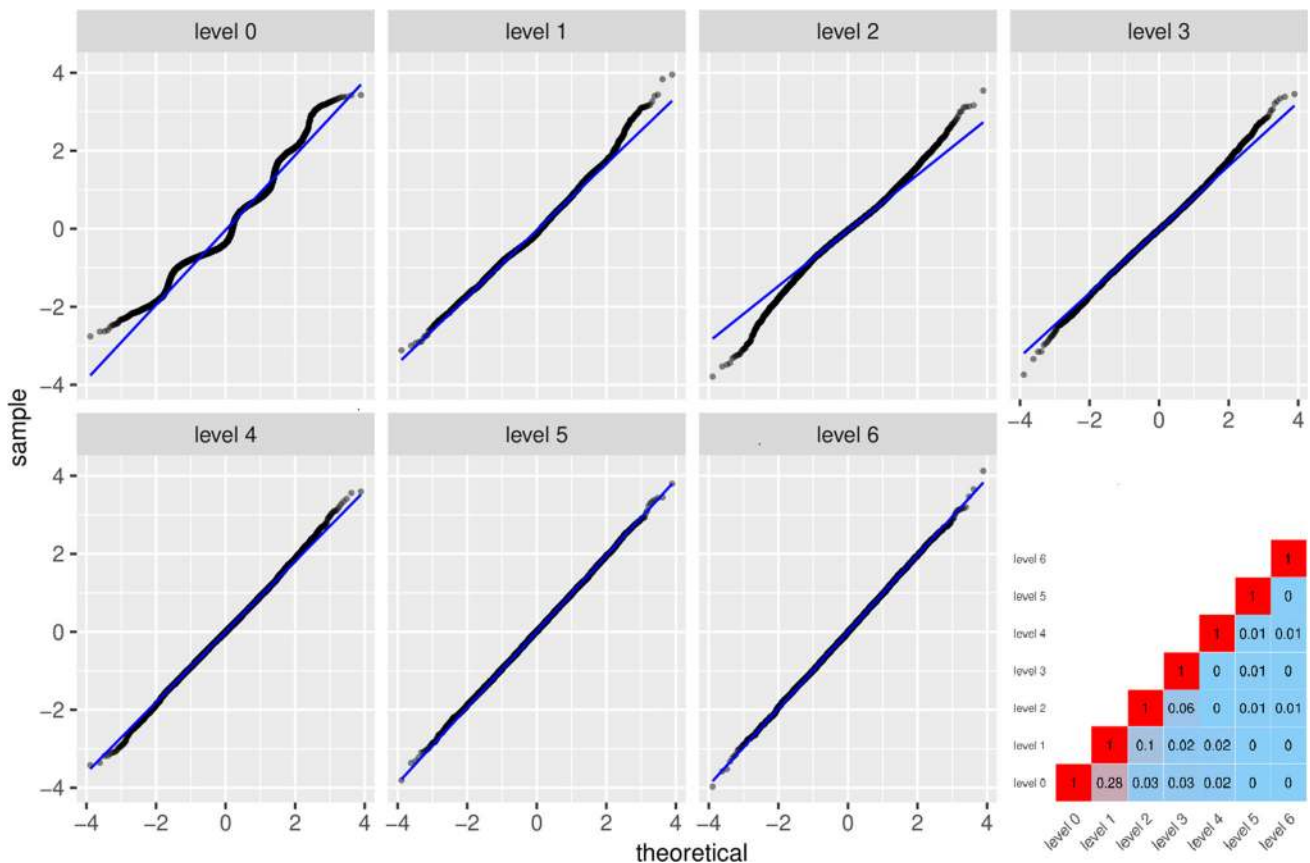 level 0 level 1 level 2 level 3
4
2
0
−2
−4
−4 −2 0 2 4
level 4 level 5 level 6
4
2
0
−2
−4
−4 −2 0 2 4 −4 −2 0 2 4 −4 −2 0 2 4
sample
theoretical
level 6 1
level 5 1 0
level 4 1 0.01 0.01
level 3 1 0 0.01 0
level 2 1 0.06 0 0.01 0.01
level 1 1 0.1 0.02 0.02 0 0
level 0 1 0.28 0.03 0.03 0.02 0 0
level 0 level 1 level 2 level 3 level 4 level 5 level 6